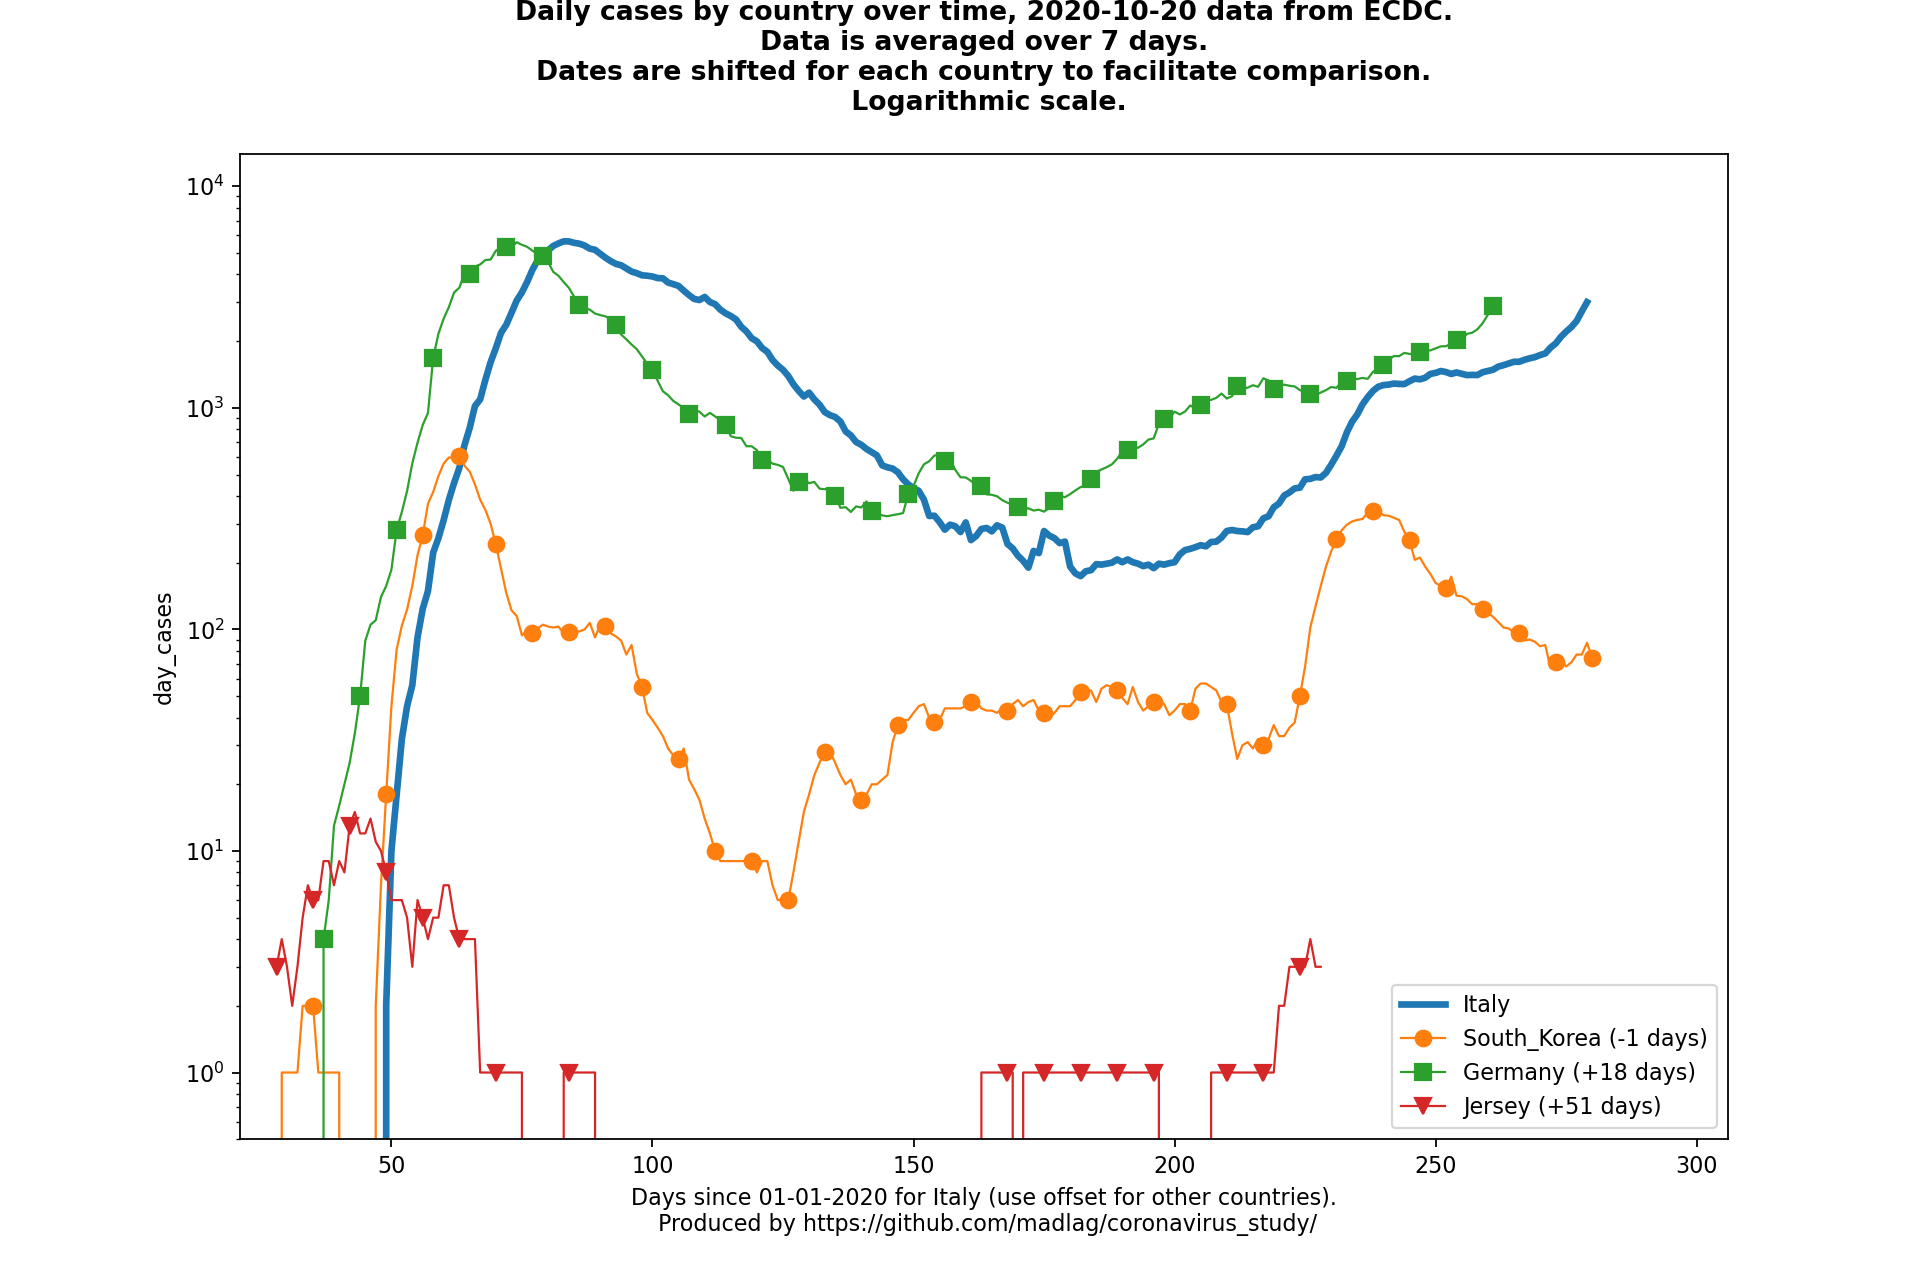 Daily cases by country over time, 2020-10-20 data from ECDC.
Data is averaged over 7 days.
Dates are shifted for each country to facilitate comparison.
Logarithmic scale.
10^4
10^3
10^2
10^1
10^0
day_cases
50 100 150 200 250 300
Days since 01-01-2020 for Italy (use offset for other countries).
Produced by https://github.com/madlag/coronavirus_study/
Italy
South_Korea (-1 days)
Germany (+18 days)
Jersey (+51 days)